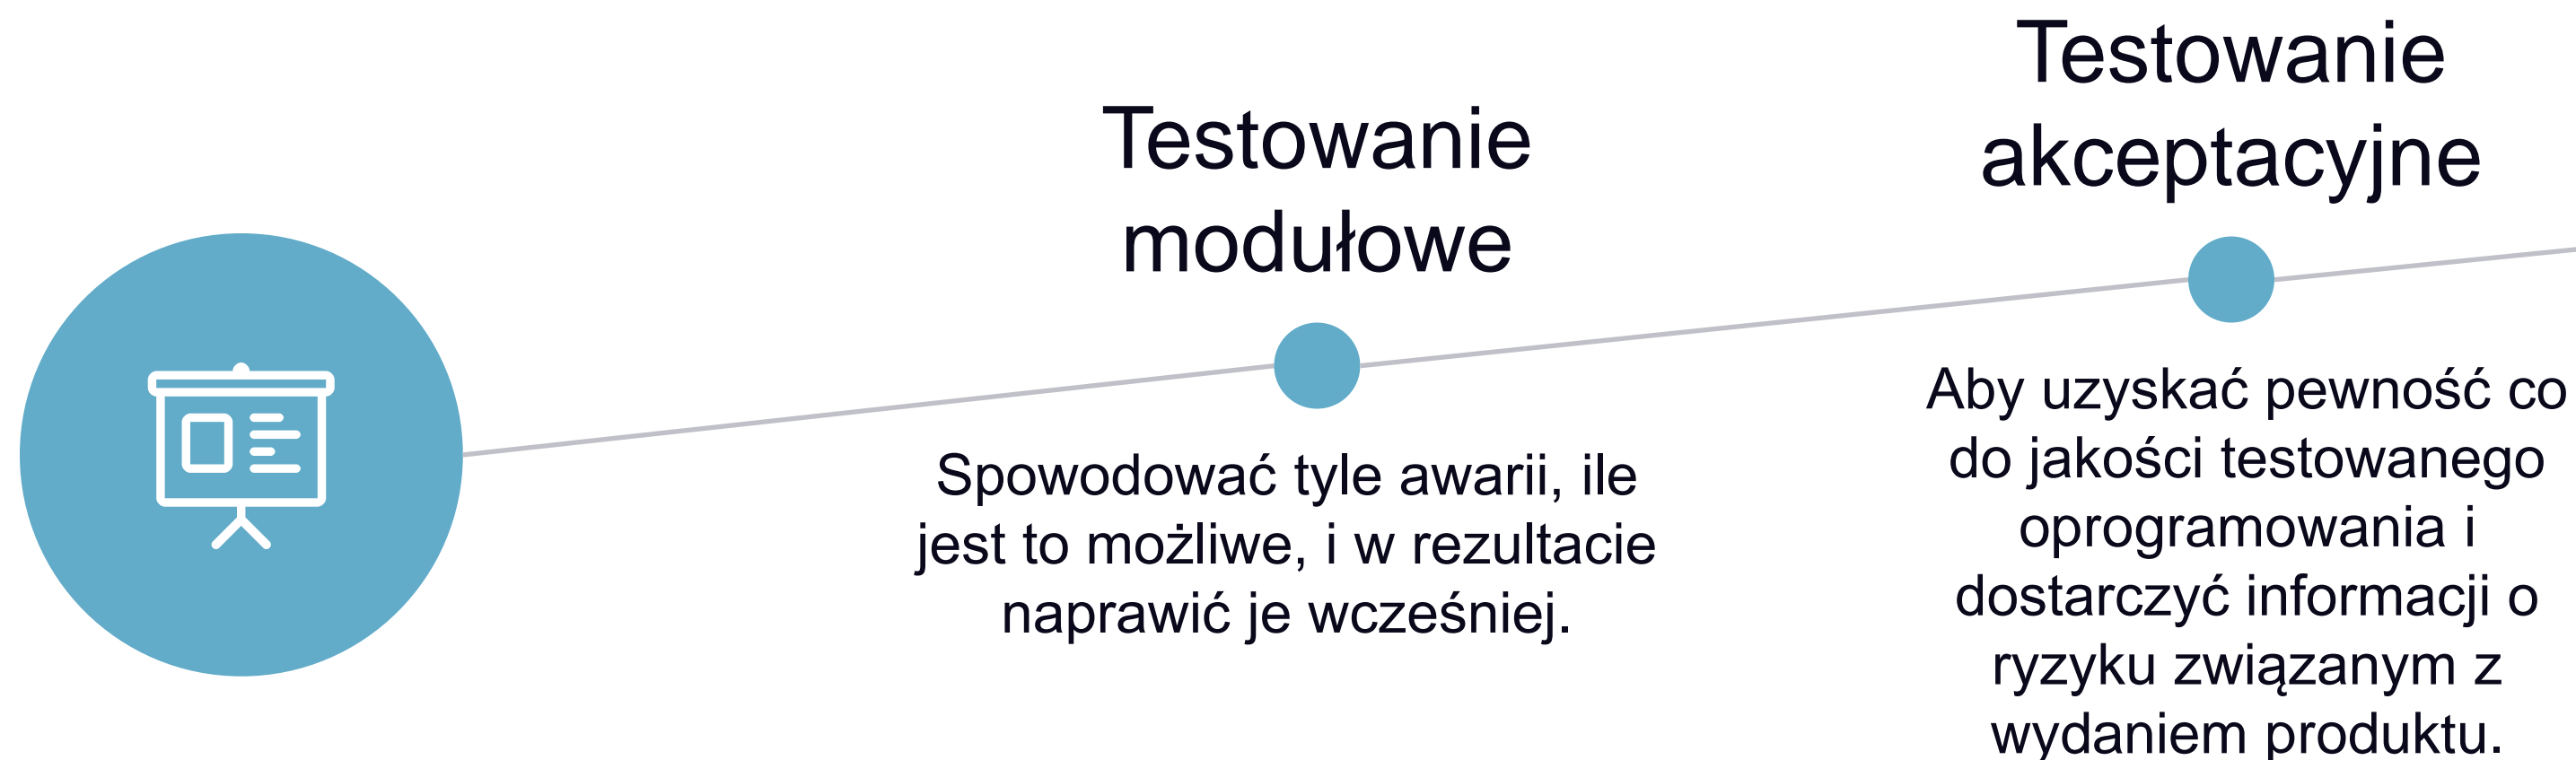 Testowanie
modułowe
Spowodować tyle awarii, ile
jest to możliwe, i w rezultacie
naprawić je wcześniej.
Testowanie
akceptacyjne
Aby uzyskać pewność co
do jakości testowanego
oprogramowania i
dostarczyć informacji o
ryzyku związanym z
wydaniem produktu.